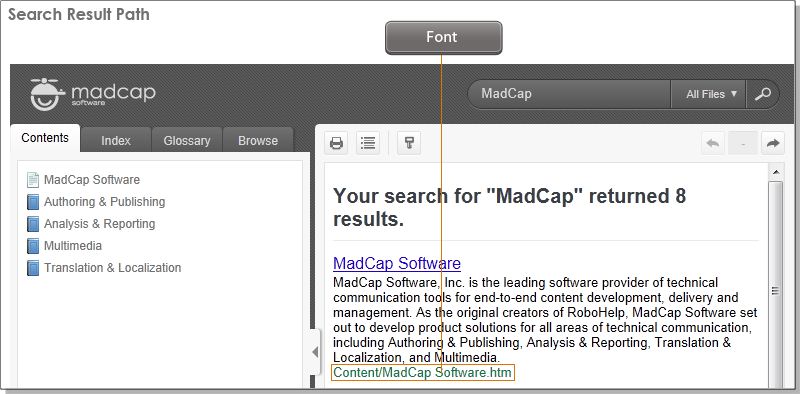 Search Result Path
Font
madcap
software
MadCap
All Files
Contents
Index
Glossary
Browse
MadCap Software
Authoring & Publishing
Analysis & Reporting
Multimedia
Translation & Localization
-
Your search for "MadCap" returned 8
results.
MadCap Software
MadCap Software, Inc. is the leading software provider of technical
communication tools for end-to-end content development, delivery and
management. As the original creators of RoboHelp, MadCap Software set
out to develop product solutions for all areas of technical communication,
including Authoring & Publishing, Analysis & Reporting, Translation &
Localization, and Multimedia.
Content/MadCap Software.htm